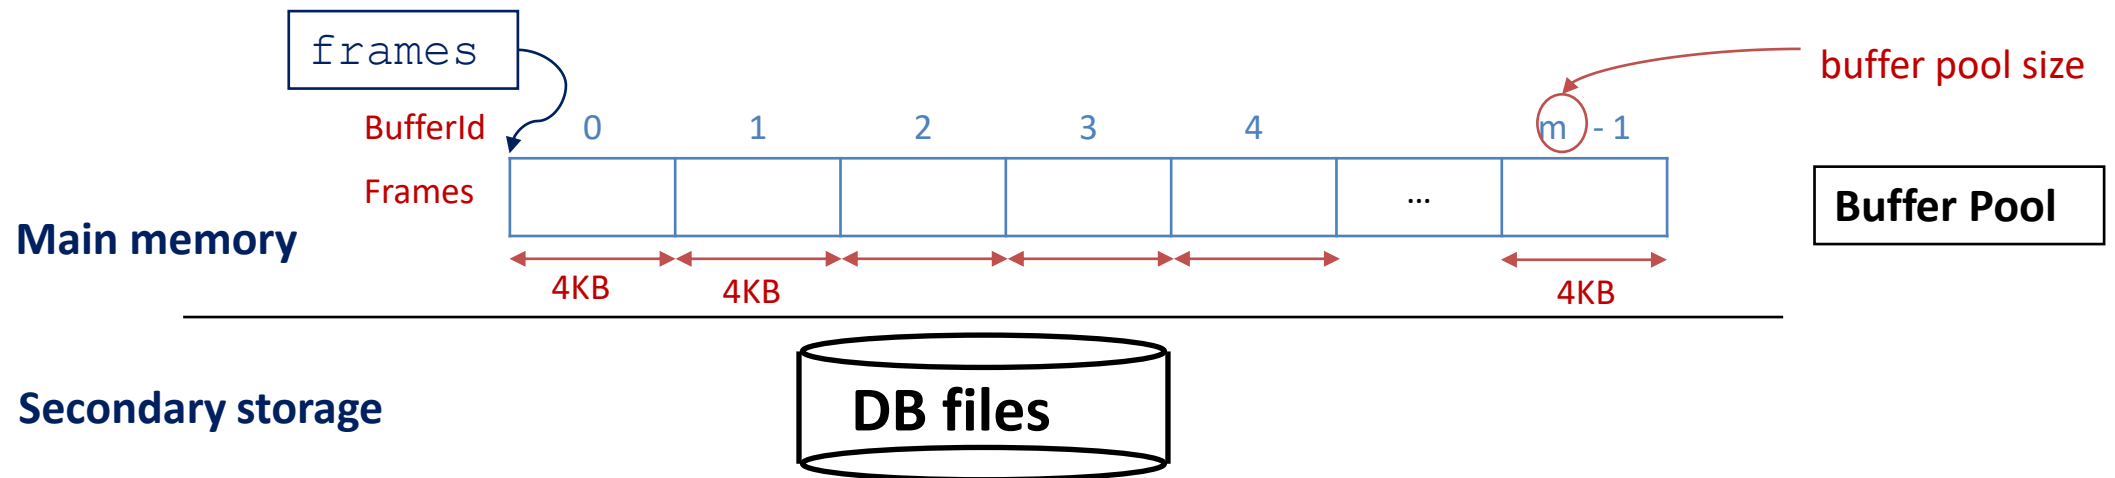 frames
buffer pool size
BufferId 0 1 2 3 4 m - 1
Frames ...
Buffer Pool
Main memory
4KB 4KB 4KB
Secondary storage
DB files